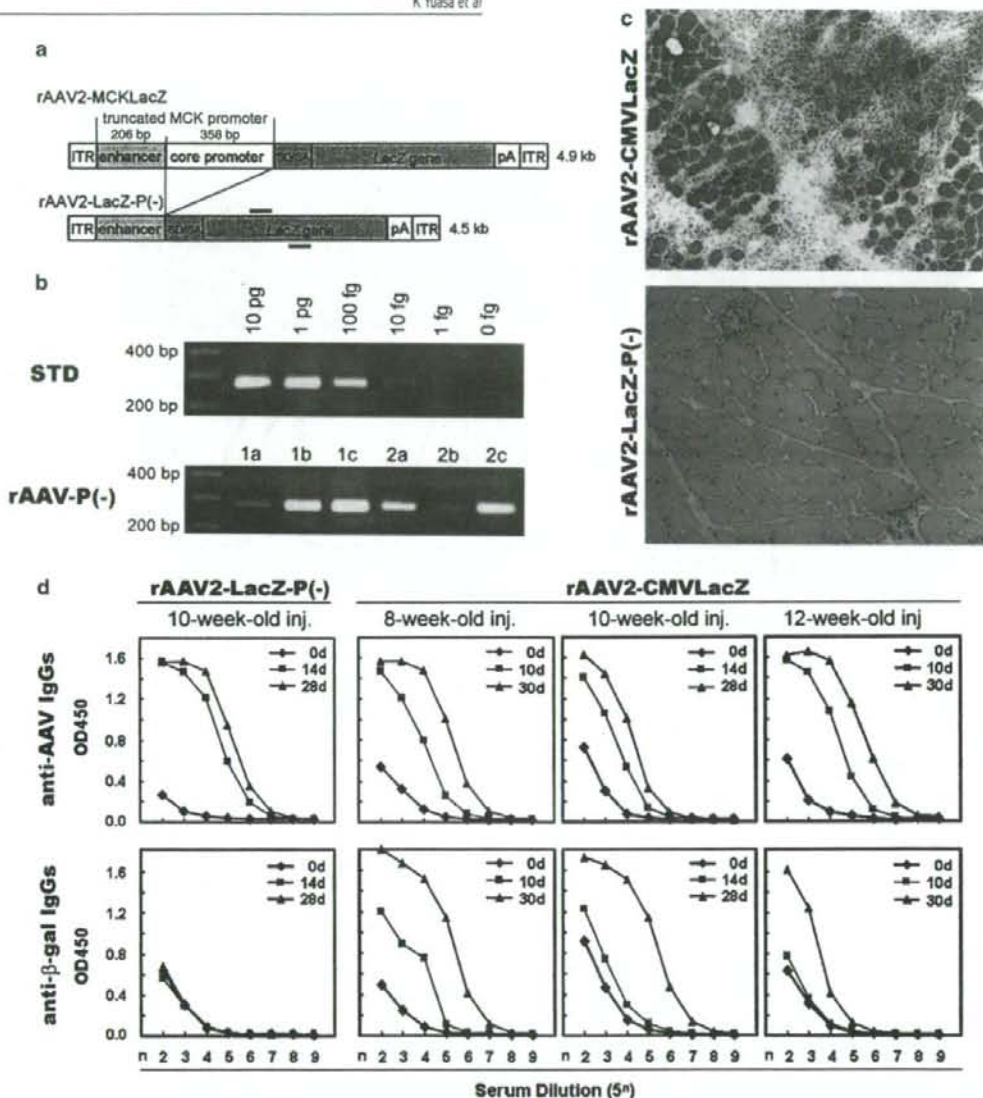 K Yuasa et al
a
rAAV2-MCKLacZ
truncated MCK promoter
206 bp 358 bp
ITR enhancer core promoter SD/SA LacZ gene pA ITR 4.9 kb
rAAV2-LacZ-P(-)
ITR enhancer SD/SA LacZ gene pA ITR 4.5 kb
b
10 pg 1 pg 100 fg 10 fg 1 fg 0 fg
400 bp
STD
200 bp
1a 1b 1c 2a 2b 2c
400 bp
rAAV-P(-)
200 bp
c
rAAV2-CMVLacZ
rAAV2-LacZ-P(-)
d
rAAV2-LacZ-P(-) rAAV2-CMVLacZ
10-week-old inj. 8-week-old inj. 10-week-old inj. 12-week-old inj.
anti-AAV IgGs
OD450
1.6
1.2
0.8
0.4
0.0
0d
14d
28d
0d
10d
30d
0d
14d
28d
0d
10d
30d
anti-β-gal IgGs
OD450
1.6
1.2
0.8
0.4
0.0
0d
14d
28d
0d
10d
30d
0d
14d
28d
0d
10d
30d
n 2 3 4 5 6 7 8 9 n 2 3 4 5 6 7 8 9 n 2 3 4 5 6 7 8 9 n 2 3 4 5 6 7 8 9
Serum Dilution (5ⁿ)